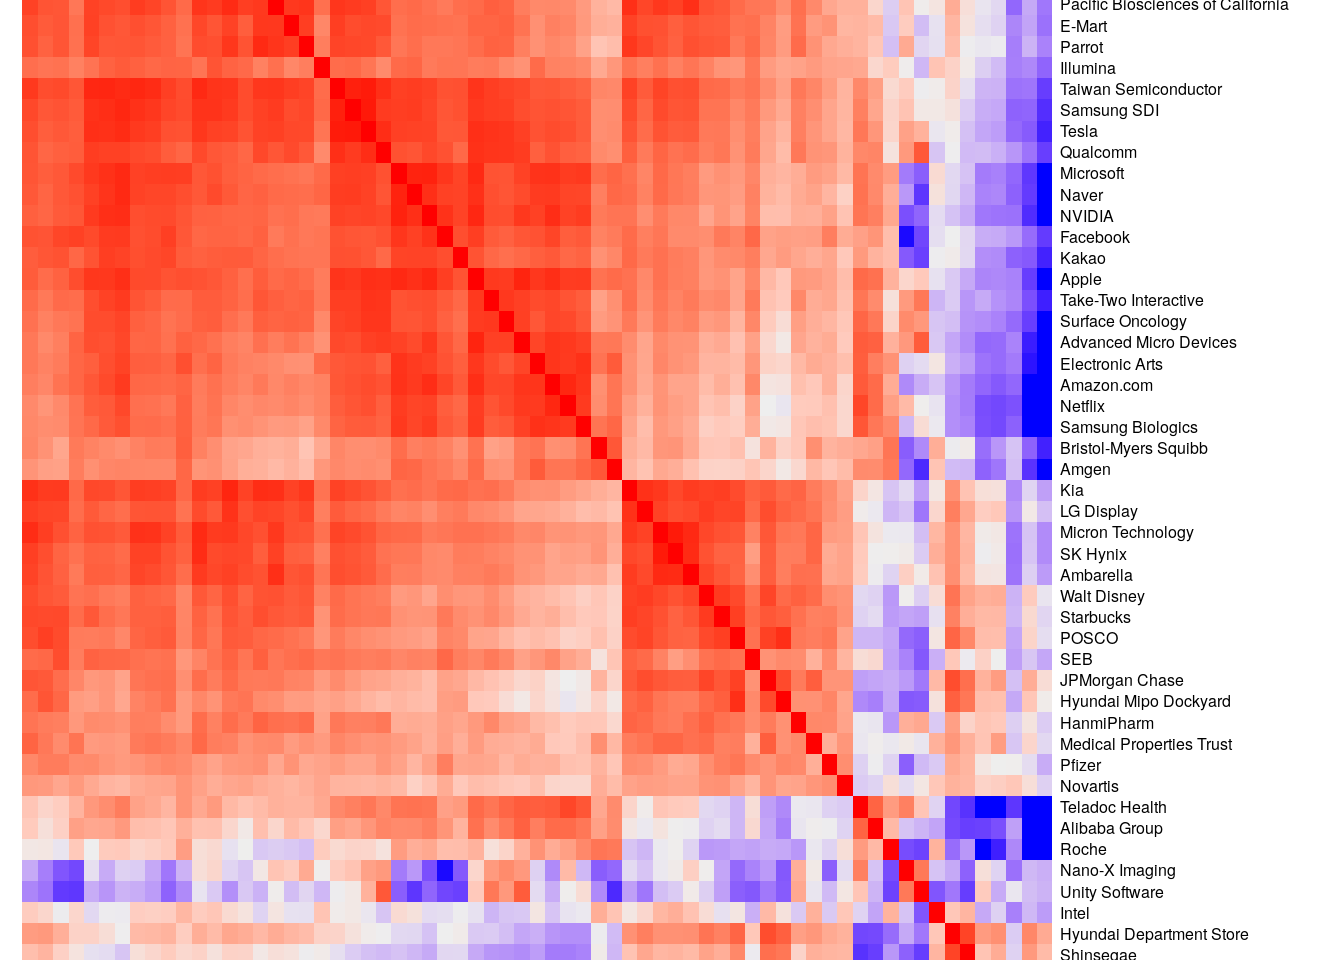 Pacific Biosciences of California
E-Mart
Parrot
Illumina
Taiwan Semiconductor
Samsung SDI
Tesla
Qualcomm
Microsoft
Naver
NVIDIA
Facebook
Kakao
Apple
Take-Two Interactive
Surface Oncology
Advanced Micro Devices
Electronic Arts
Amazon.com
Netflix
Samsung Biologics
Bristol-Myers Squibb
Amgen
Kia
LG Display
Micron Technology
SK Hynix
Ambarella
Walt Disney
Starbucks
POSCO
SEB
JPMorgan Chase
Hyundai Mipo Dockyard
HanmiPharm
Medical Properties Trust
Pfizer
Novartis
Teladoc Health
Alibaba Group
Roche
Nano-X Imaging
Unity Software
Intel
Hyundai Department Store
Shinsegae